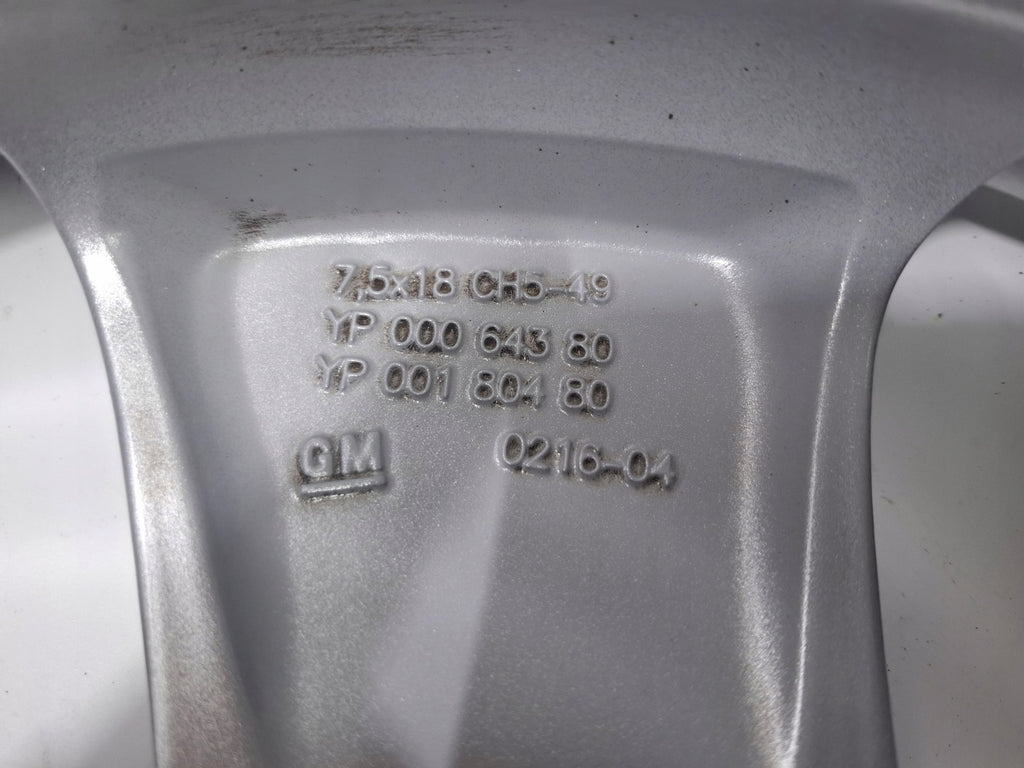 7,5x18 CH5-49
YP 000 643 80
YP 001 804 80
GM 0216-04